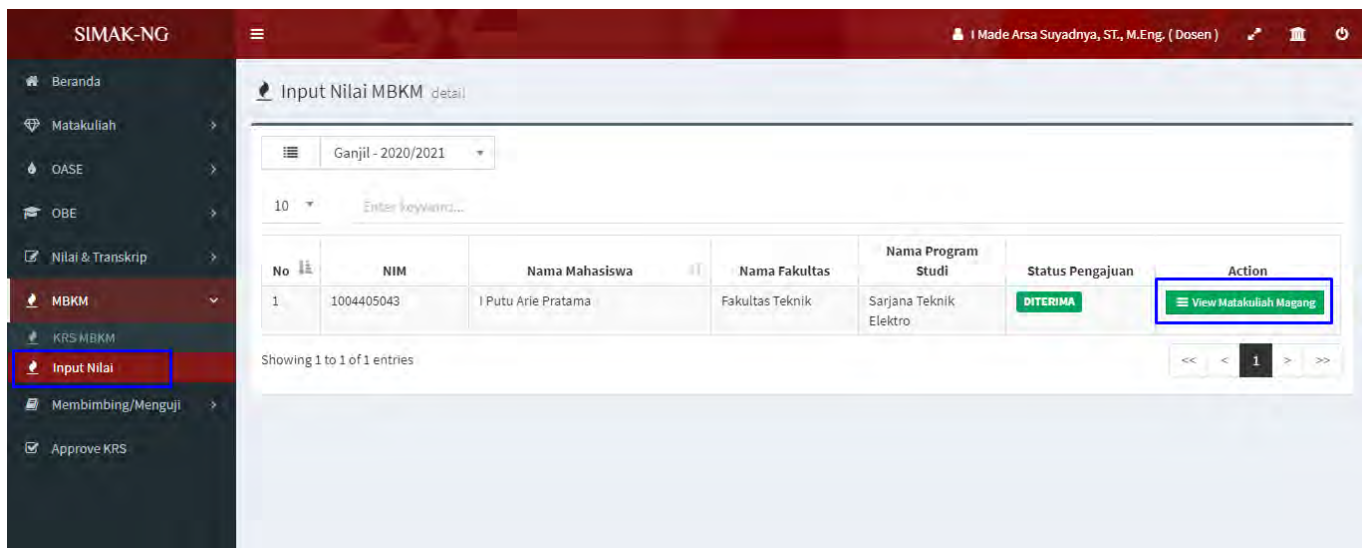 SIMAK-NG
I Made Arsa Suyadnya, ST., M.Eng. ( Dosen )
Beranda
Matakuliah
OASE
OBE
Nilai & Transkrip
MBKM
KRS MBKM
Input Nilai
Membimbing/Menguji
Approve KRS
Input Nilai MBKM detail
Ganjil - 2020/2021
10
Enter keyword...
No
NIM
Nama Mahasiswa
Nama Fakultas
Nama Program
Studi
Status Pengajuan
Action
1
1004405043
I Putu Arie Pratama
Fakultas Teknik
Sarjana Teknik
Elektro
DITERIMA
View Matakuliah Magang
Showing 1 to 1 of 1 entries
<< < 1 > >>